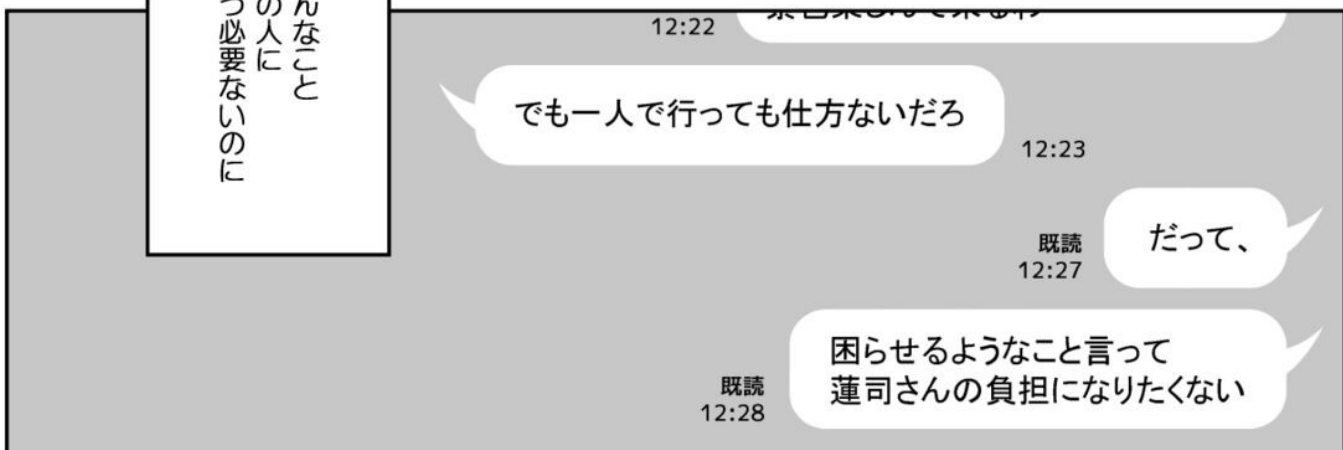 12:22
でも一人で行っても仕方ないだろ
12:23
だって、
既読
12:27
困らせるようなこと言って
蓮司さんの負担になりたくない
既読
12:28
んなこと
の人に
必要ないのに